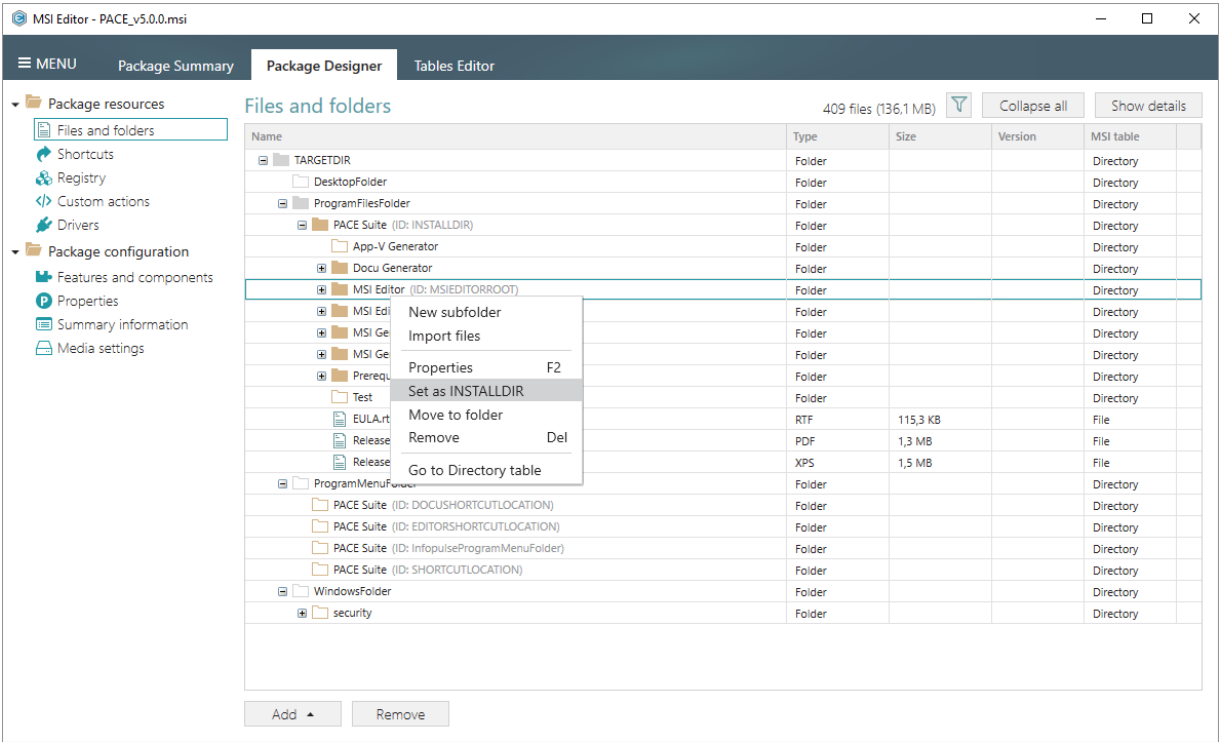 MSI Editor - PACE_v5.0.0.msi
MENU Package Summary Package Designer Tables Editor
Package resources
Files and folders
Shortcuts
Registry
Custom actions
Drivers
Package configuration
Features and components
Properties
Summary information
Media settings
Files and folders 409 files (136,1 MB) Collapse all Show details
Name Type Size Version MSI table
TARGETDIR Folder Directory
DesktopFolder Folder Directory
ProgramFilesFolder Folder Directory
PACE Suite (ID: INSTALLDIR) Folder Directory
App-V Generator Folder Directory
Docu Generator Folder Directory
MSI Editor (ID: MSIEDITORROOT) Folder Directory
MSI Edi Folder Directory
MSI Ge Folder Directory
MSI Ge Folder Directory
Prerequ Folder Directory
Test Folder Directory
EULA.rt RTF 115,3 KB File
Release PDF 1,3 MB File
Release XPS 1,5 MB File
ProgramMenuFolder Folder Directory
PACE Suite (ID: DOCUSHORTCUTLOCATION) Folder Directory
PACE Suite (ID: EDITORSHORTCUTLOCATION) Folder Directory
PACE Suite (ID: InfopulseProgramMenuFolder) Folder Directory
PACE Suite (ID: SHORTCUTLOCATION) Folder Directory
WindowsFolder Folder Directory
security Folder Directory
New subfolder
Import files
Properties F2
Set as INSTALLDIR
Move to folder
Remove Del
Go to Directory table
Add Remove